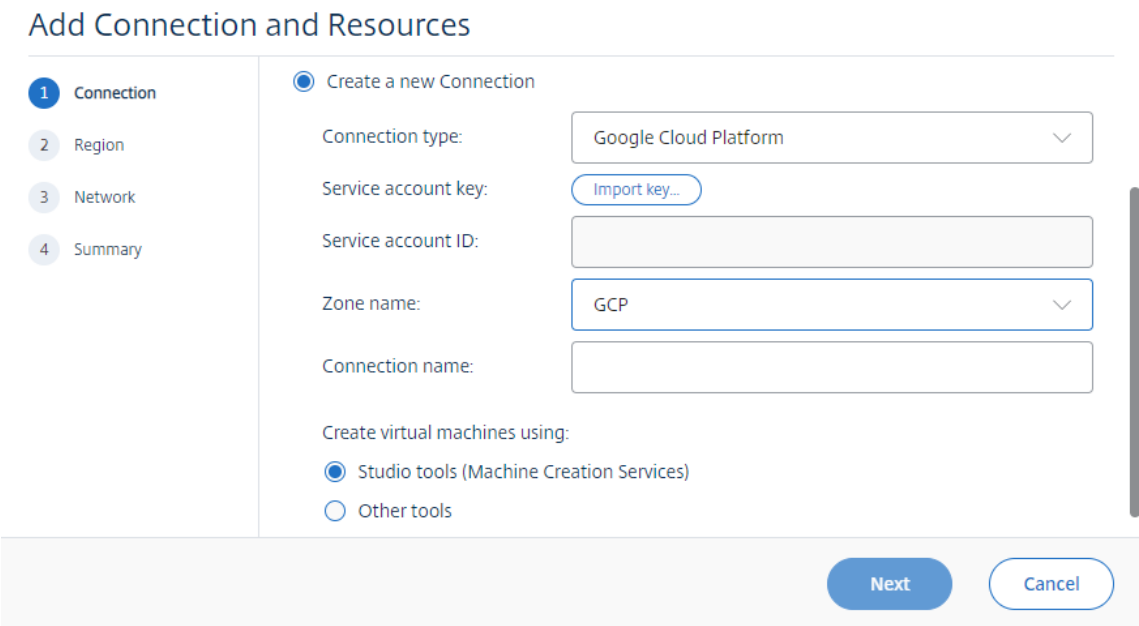 Add Connection and Resources
1 Connection
2 Region
3 Network
4 Summary
Create a new Connection
Connection type: Google Cloud Platform
Service account key: Import key...
Service account ID:
Zone name: GCP
Connection name:
Create virtual machines using:
Studio tools (Machine Creation Services)
Other tools
Next Cancel